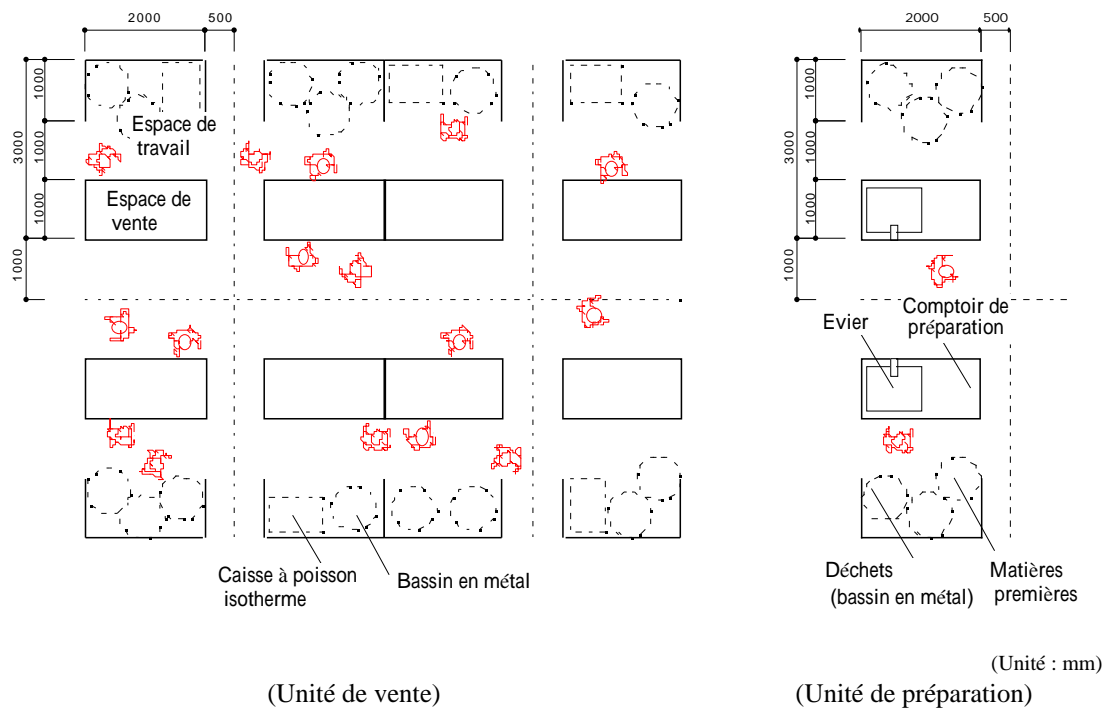 2000
500
2000
500
1000
3000
1000
1000
1000
Espace de
travail
Espace de
vente
1000
3000
1000
1000
1000
Evier
Comptoir de
préparation
Caisse à poisson
isotherme
Bassin en métal
Déchets
(bassin en métal)
Matières
premières
(Unité : mm)
(Unité de vente)
(Unité de préparation)